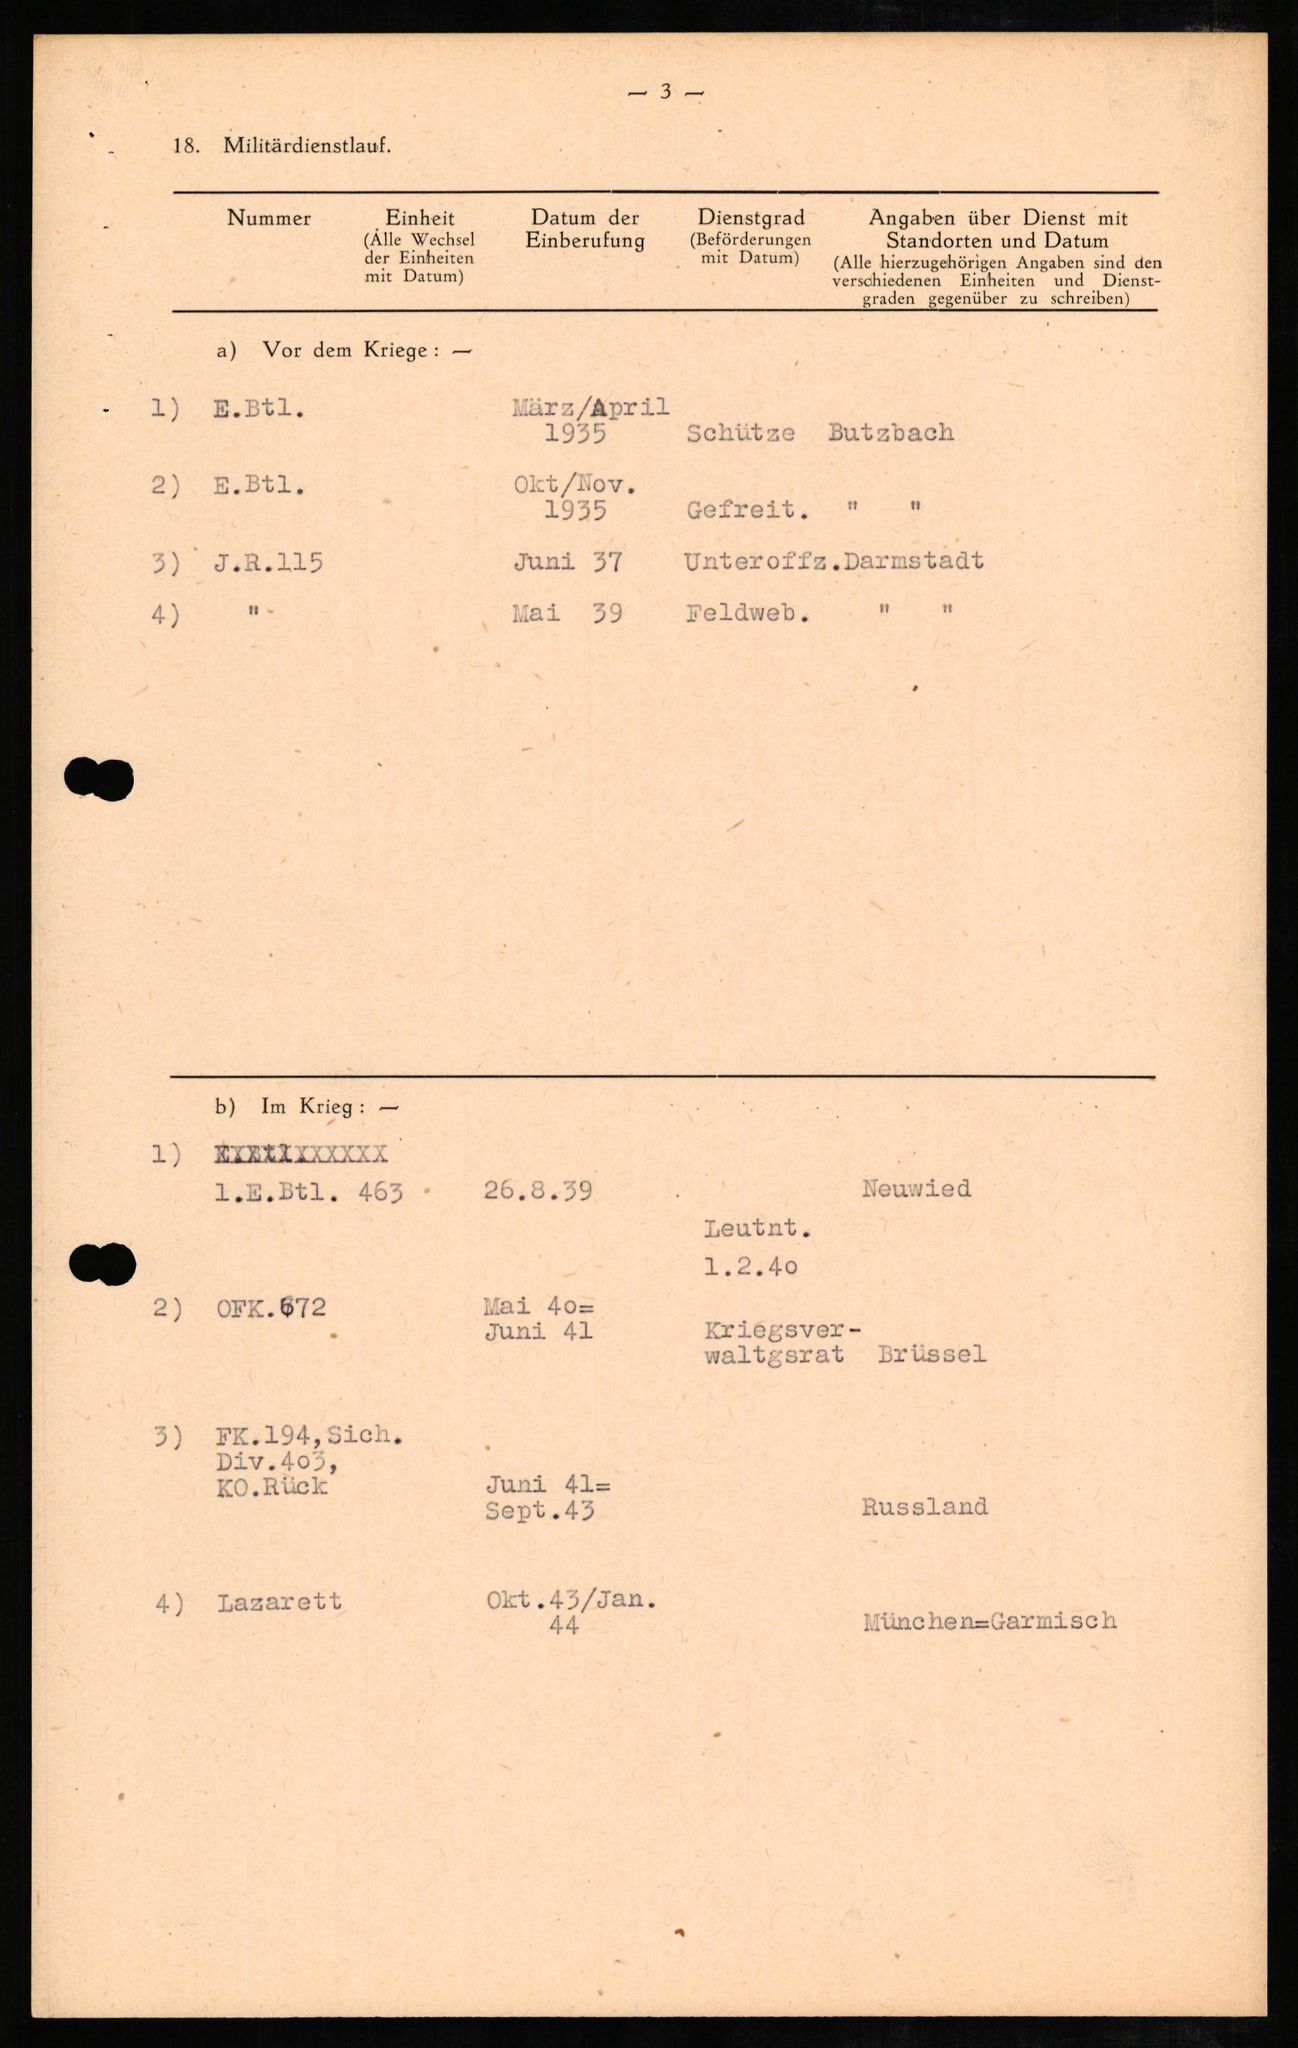 — 3 —
18. Militärdienstlauf.
Nummer Einheit Datum der Dienstgrad Angaben über Dienst mit
(Alle Wechsel Einberufung (Beförderungen Standorten und Datum
der Einheiten mit Datum) (Alle hierzugehörigen Angaben sind den
mit Datum) verschiedenen Einheiten und Dienst-
graden gegenüber zu schreiben)
a) Vor dem Kriege: —
1) E.Btl. März/April
1935 Schütze Butzbach
2) E.Btl. Okt/Nov.
1935 Gefreit. " "
3) J.R.115 Juni 37 Unteroffz.Darmstadt
4) " Mai 39 Feldweb. " "
b) Im Krieg: —
1)
1.E.Btl. 463 26.8.39 Neuwied
Leutnt.
1.2.4o
2) OFK.672 Mai 4o=
Juni 41 Kriegsver-
waltgsrat Brüssel
3) FK.194,Sich.
Div.4o3,
KO.Rück Juni 41=
Sept.43 Russland
4) Lazarett Okt.43/Jan.
44 München=Garmisch